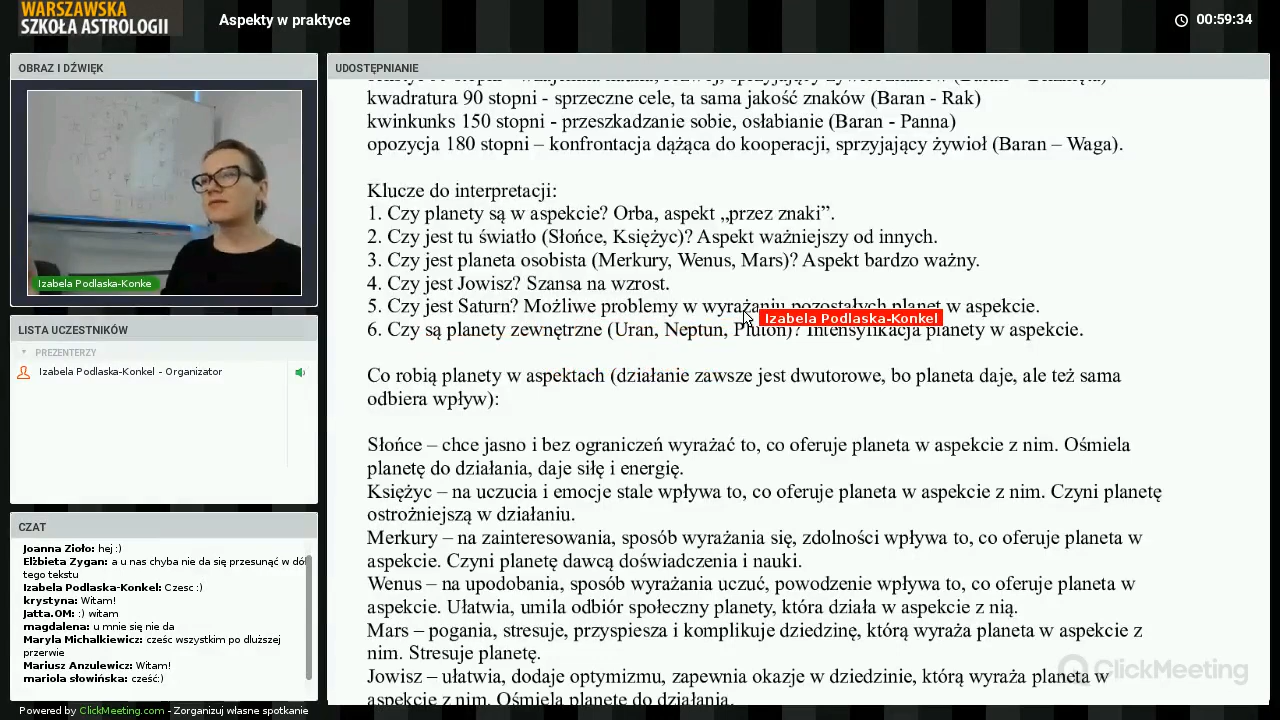 WARSZAWSKA
SZKOŁA ASTROLOGII
Aspekty w praktyce
00:59:34
OBRAZ I DŹWIĘK
Izabela Podlaska-Konke
LISTA UCZESTNIKÓW
PREZENTERZY
Izabela Podlaska-Konkel - Organizator
CZAT
Joanna Zioło: hej :)
Elżbieta Zygan: a u nas chyba nie da się przesunąć w dół
tego tekstu
Izabela Podlaska-Konkel: Czesc :)
krystyna: Witam!
Jatta.OM: :) witam
magdalena: u mnie się nie da
Maryla Michalkiewicz: cześc wszystkim po dluższej
przerwie
Mariusz Anzulewicz: Witam!
mariola słowińska: cześć:)
Powered by ClickMeeting.com - Zorganizuj własne spotkanie
UDOSTĘPNIANIE
kwadratura 90 stopni - sprzeczne cele, ta sama jakość znaków (Baran - Rak)
kwinkunks 150 stopni - przeszkadzanie sobie, osłabianie (Baran - Panna)
opozycja 180 stopni – konfrontacja dążąca do kooperacji, sprzyjający żywioł (Baran – Waga).
Klucze do interpretacji:
1. Czy planety są w aspekcie? Orba, aspekt „przez znaki”.
2. Czy jest tu światło (Słońce, Księżyc)? Aspekt ważniejszy od innych.
3. Czy jest planeta osobista (Merkury, Wenus, Mars)? Aspekt bardzo ważny.
4. Czy jest Jowisz? Szansa na wzrost.
5. Czy jest Saturn? Możliwe problemy w wyrażaniu pozostałych planet w aspekcie.
Izabela Podlaska-Konkel
6. Czy są planety zewnętrzne (Uran, Neptun, Pluton)? Intensyfikacja planety w aspekcie.
Co robią planety w aspektach (działanie zawsze jest dwutorowe, bo planeta daje, ale też sama
odbiera wpływ):
Słońce – chce jasno i bez ograniczeń wyrażać to, co oferuje planeta w aspekcie z nim. Ośmiela
planetę do działania, daje siłę i energię.
Księżyc – na uczucia i emocje stale wpływa to, co oferuje planeta w aspekcie z nim. Czyni planetę
ostrożniejszą w działaniu.
Merkury – na zainteresowania, sposób wyrażania się, zdolności wpływa to, co oferuje planeta w
aspekcie. Czyni planetę dawcą doświadczenia i nauki.
Wenus – na upodobania, sposób wyrażania uczuć, powodzenie wpływa to, co oferuje planeta w
aspekcie. Ułatwia, umila odbiór społeczny planety, która działa w aspekcie z nią.
Mars – pogania, stresuje, przyspiesza i komplikuje dziedzinę, którą wyraża planeta w aspekcie z
nim. Stresuje planetę.
Jowisz – ułatwia, dodaje optymizmu, zapewnia okazje w dziedzinie, którą wyraża planeta w
aspekcie z nim. Ośmiela planetę do działania.
ClickMeeting